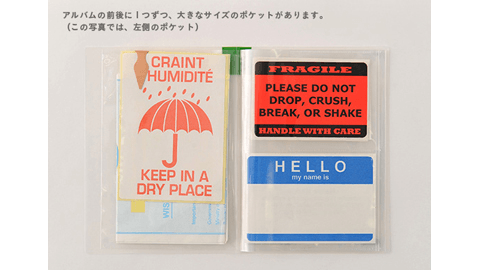 アルバムの前後に1つずつ、大きなサイズのポケットがあります。
（この写真では、左側のポケット）
CRAINT
HUMIDITÉ
KEEP IN A
DRY PLACE
FRAGILE
PLEASE DO NOT
DROP, CRUSH,
BREAK, OR SHAKE
HANDLE WITH CARE
HELLO
my name is